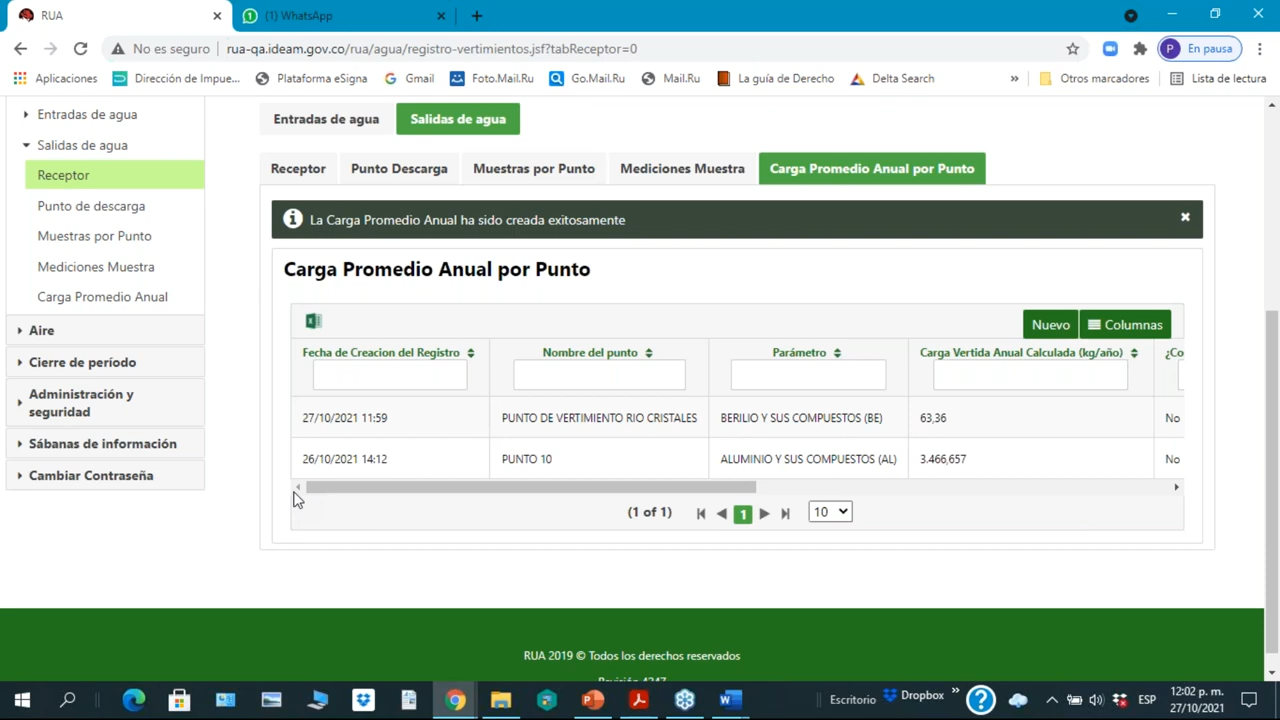 RUA
(1) WhatsApp
No es seguro | rua-qa.ideam.gov.co/rua/agua/registro-vertimientos.jsf?tabReceptor=0
P En pausa
Aplicaciones
Dirección de Impue...
Plataforma eSigna
Gmail
Foto.Mail.Ru
Go.Mail.Ru
Mail.Ru
La guía de Derecho
Delta Search
»
Otros marcadores
Lista de lectura
Entradas de agua
Salidas de agua
Receptor
Punto de descarga
Muestras por Punto
Mediciones Muestra
Carga Promedio Anual
Aire
Cierre de período
Administración y
seguridad
Sábanas de información
Cambiar Contraseña
Entradas de agua
Salidas de agua
Receptor
Punto Descarga
Muestras por Punto
Mediciones Muestra
Carga Promedio Anual por Punto
La Carga Promedio Anual ha sido creada exitosamente
Carga Promedio Anual por Punto
Nuevo
Columnas
Fecha de Creacion del Registro
Nombre del punto
Parámetro
Carga Vertida Anual Calculada (kg/año)
¿Co
27/10/2021 11:59
PUNTO DE VERTIMIENTO RIO CRISTALES
BERILIO Y SUS COMPUESTOS (BE)
63,36
No
26/10/2021 14:12
PUNTO 10
ALUMINIO Y SUS COMPUESTOS (AL)
3.466,657
No
(1 of 1)
1
10
RUA 2019 © Todos los derechos reservados
Escritorio
Dropbox
»
ESP
12:02 p. m.
27/10/2021